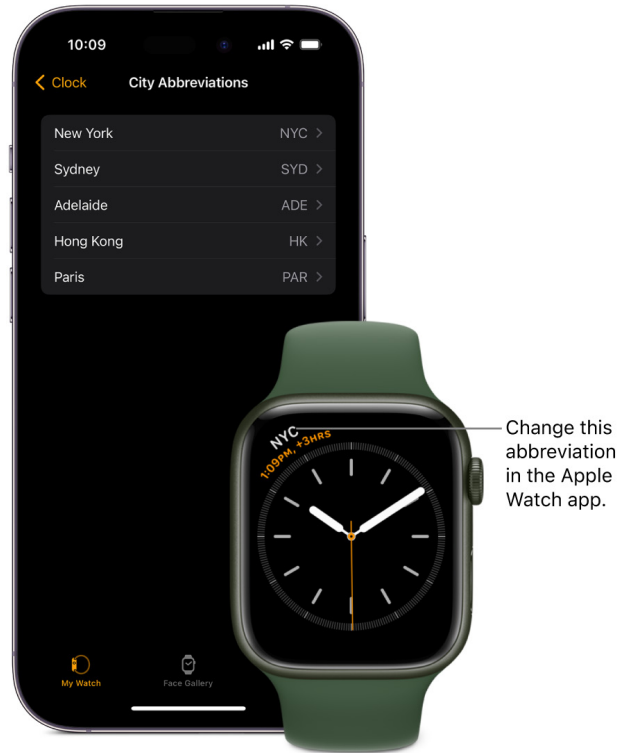 10:09
Clock
City Abbreviations
New York NYC
Sydney SYD
Adelaide ADE
Hong Kong HK
Paris PAR
NYC
1:09PM, +3HRS
Change this
abbreviation
in the Apple
Watch app.
My Watch
Face Gallery